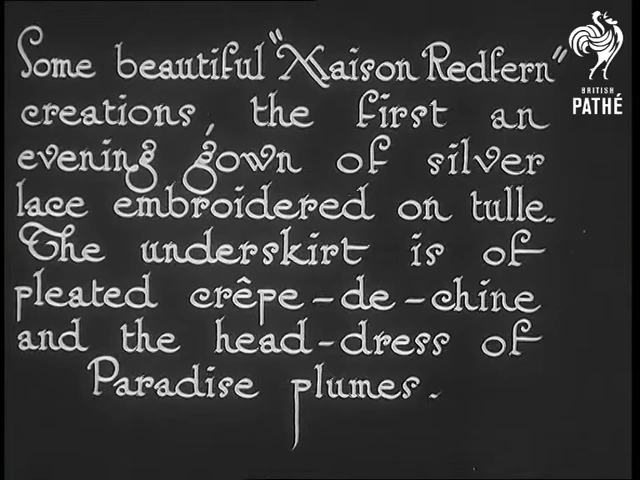 Some beautiful "Maison Redfern"
creations, the first an
evening gown of silver
lace embroidered on tulle.
The underskirt is of
pleated crêpe-de-chine
and the head-dress of
Paradise plumes.
BRITISH
PATHÉ